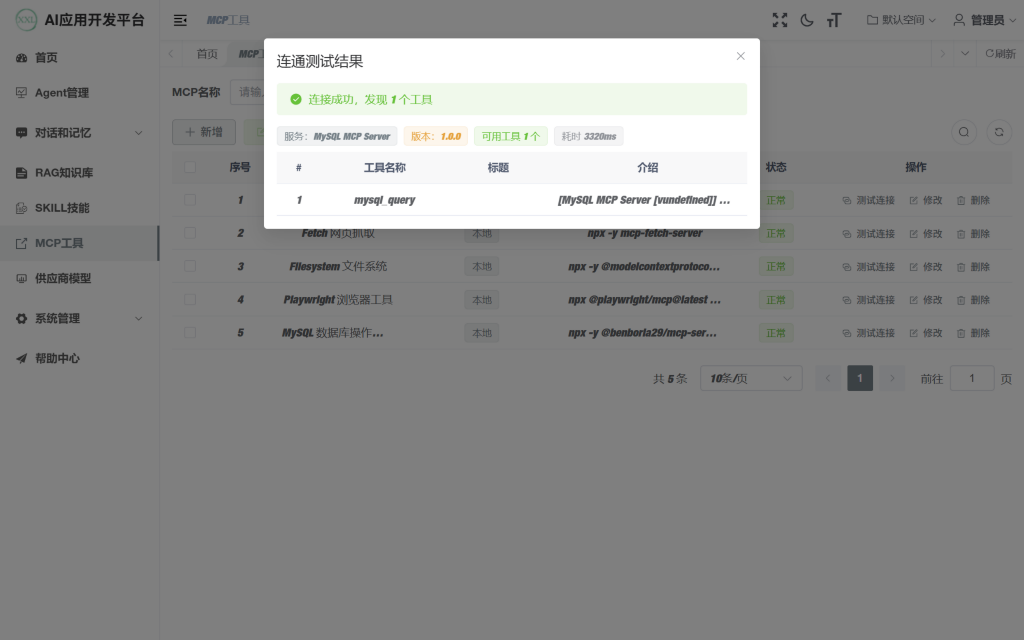 XXL AI应用开发平台
MCP工具
默认空间
管理员
首页
Agent管理
对话和记忆
RAG知识库
SKILL技能
MCP工具
供应商模型
系统管理
帮助中心
首页
刷新
MCP名称
新增
连通测试结果
连接成功，发现 1 个工具
服务： MySQL MCP Server 版本： 1.0.0 可用工具 1 个 耗时 3320ms
# 工具名称 标题 介绍
1 mysql_query [MySQL MCP Server [vundefined]] ...
序号 状态 操作
1 正常 测试连接 修改 删除
2 Fetch 网页抓取 本地 npx -y mcp-fetch-server 正常 测试连接 修改 删除
3 Filesystem 文件系统 本地 npx -y @modelcontextprotoco... 正常 测试连接 修改 删除
4 Playwright 浏览器工具 本地 npx @playwright/mcp@latest ... 正常 测试连接 修改 删除
5 MySQL 数据库操作... 本地 npx -y @benborla29/mcp-ser... 正常 测试连接 修改 删除
共 5 条 10条/页 1 前往 1 页